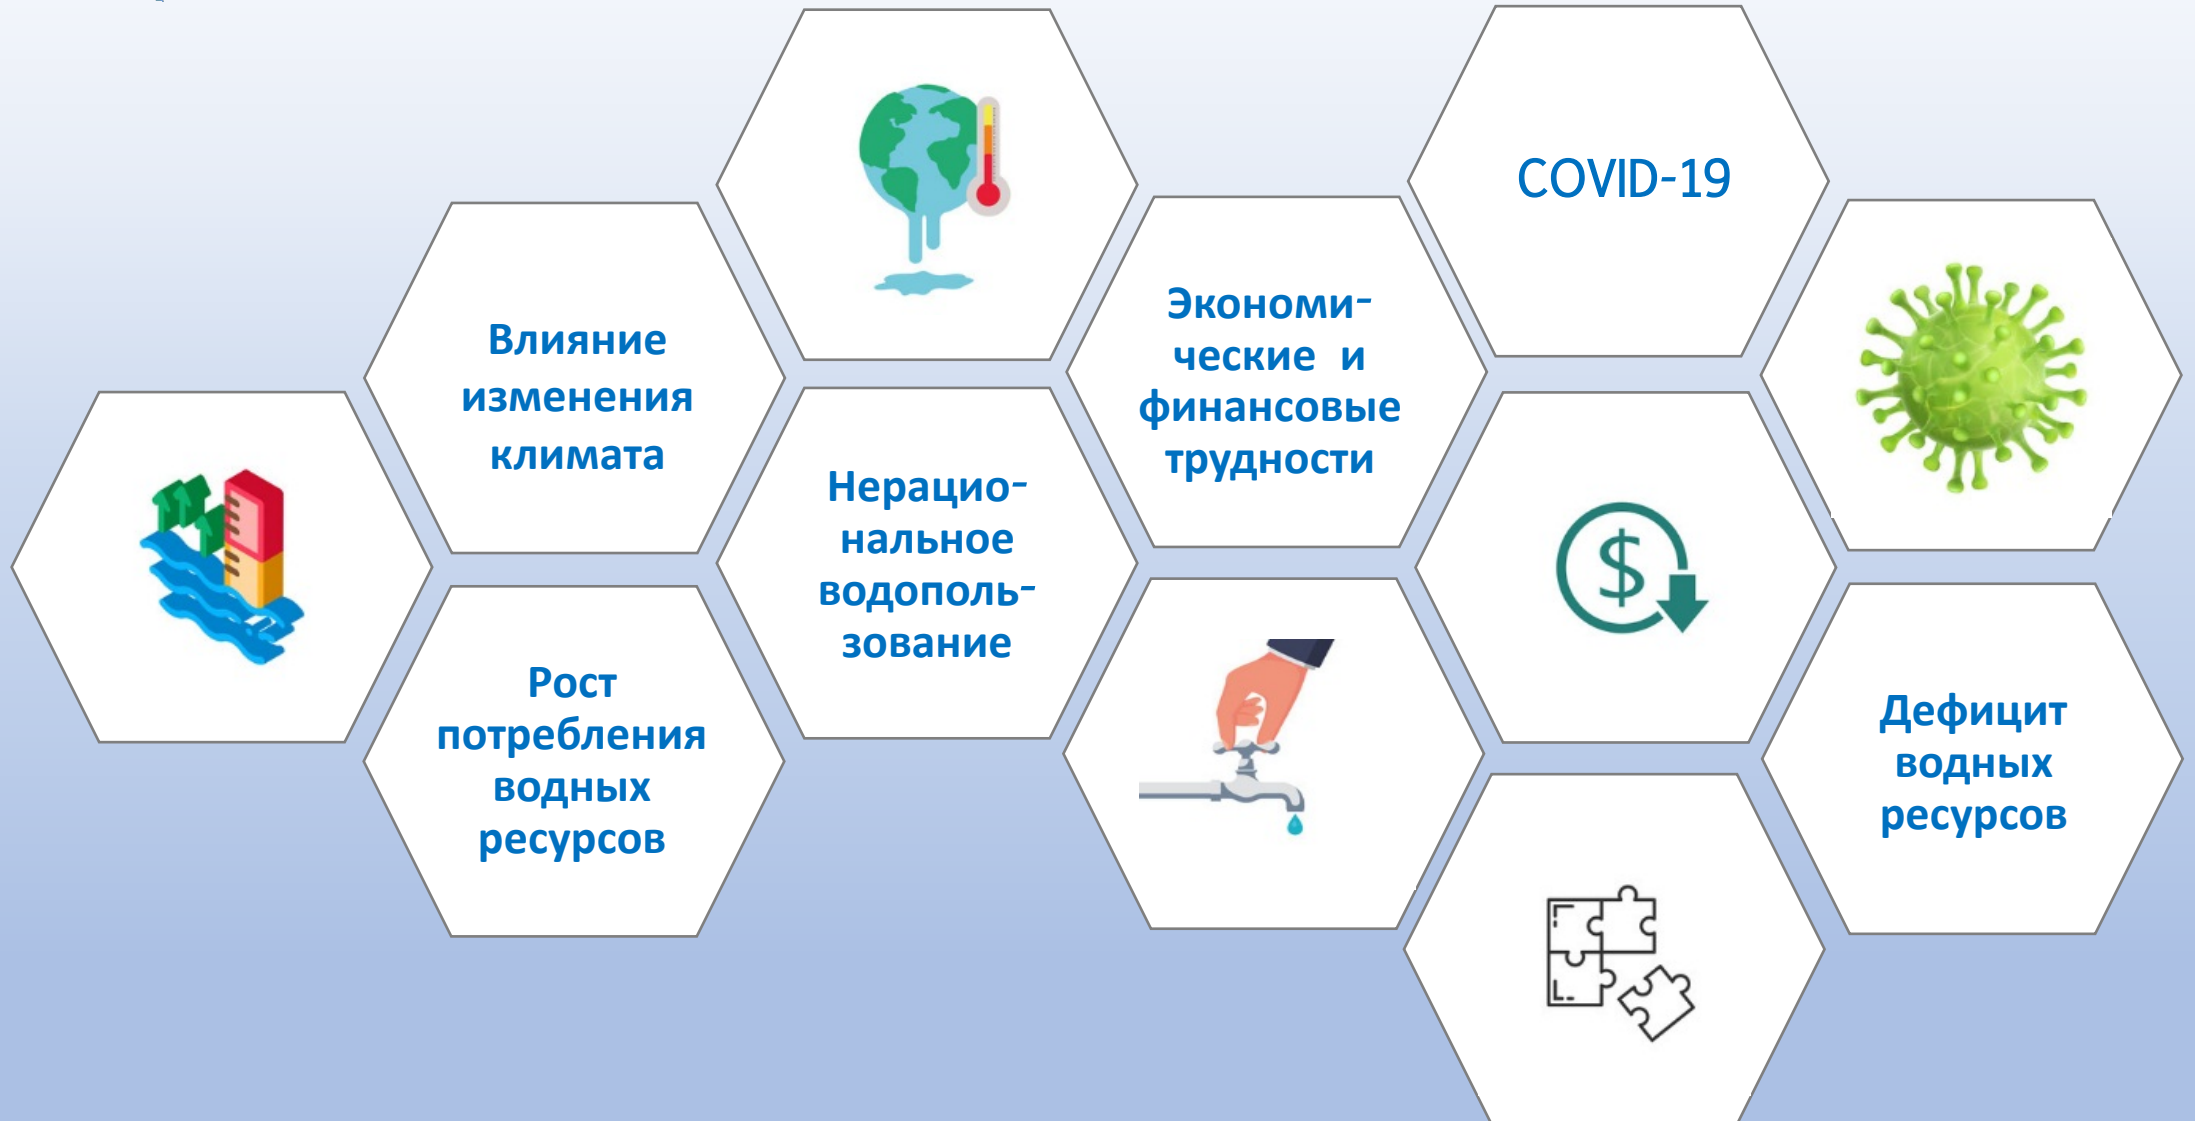 Влияние
изменения
климата
Рост
потребления
водных
ресурсов
Нерацио-
нальное
водополь-
зование
Экономи-
ческие и
финансовые
трудности
COVID-19
$
Дефицит
водных
ресурсов